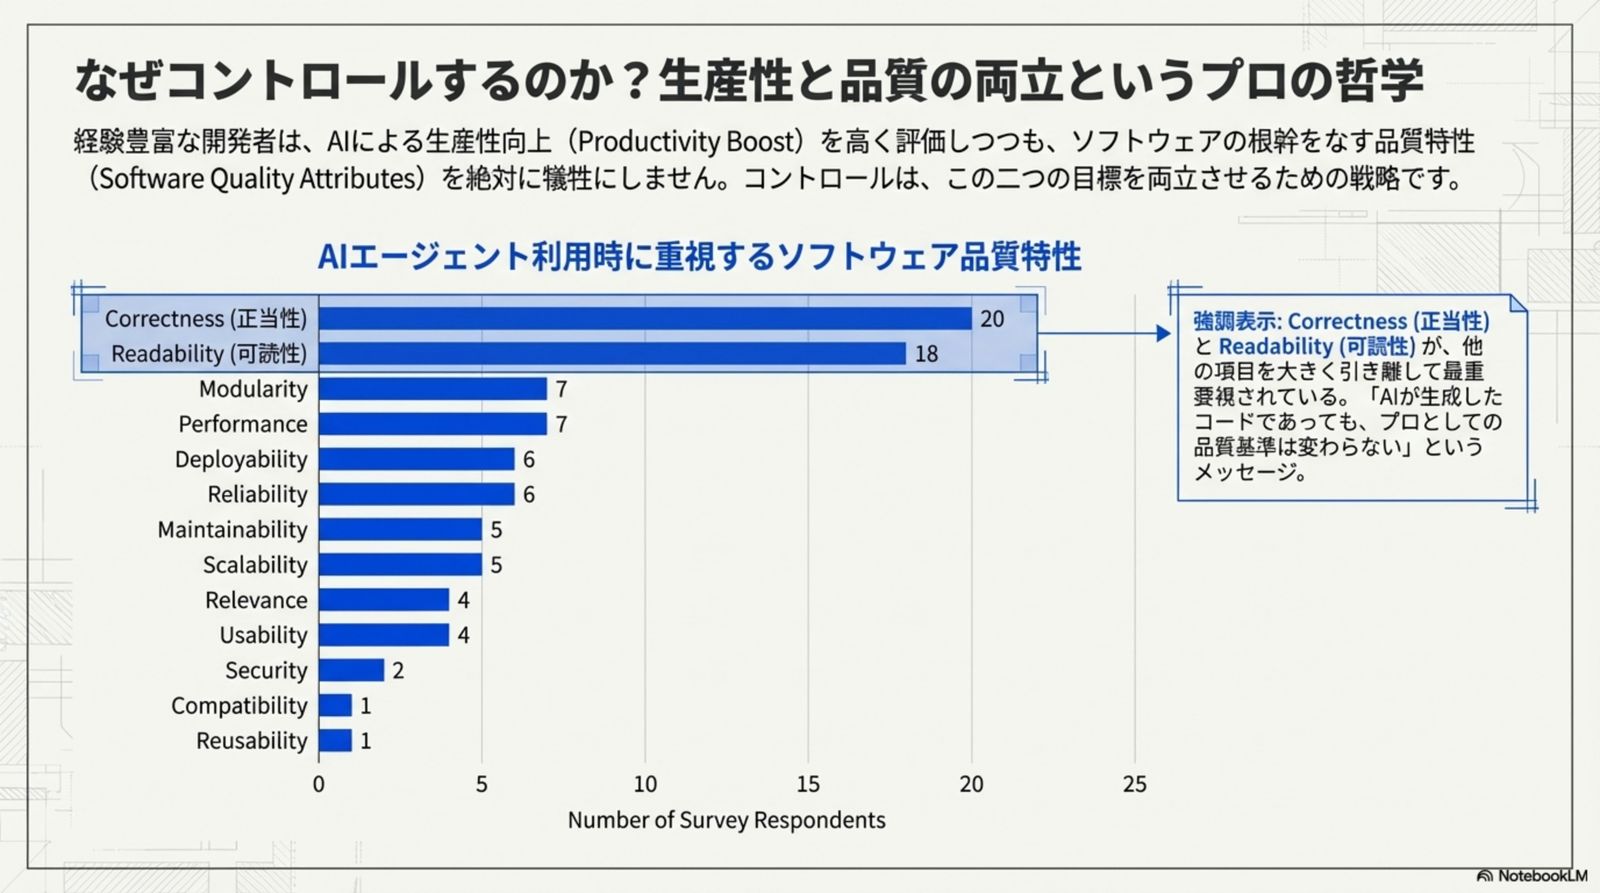 なぜコントロールするのか？生産性と品質の両立というプロの哲学
経験豊富な開発者は、AIによる生産性向上（Productivity Boost）を高く評価しつつも、ソフトウェアの根幹をなす品質特性
（Software Quality Attributes）を絶対に犠牲にしません。コントロールは、この二つの目標を両立させるための戦略です。
AIエージェント利用時に重視するソフトウェア品質特性
Correctness (正当性) 20
Readability (可読性) 18
Modularity 7
Performance 7
Deployability 6
Reliability 6
Maintainability 5
Scalability 5
Relevance 4
Usability 4
Security 2
Compatibility 1
Reusability 1
0 5 10 15 20 25
Number of Survey Respondents
強調表示: Correctness (正当性)
と Readability (可読性) が、他
の項目を大きく引き離して最重
要視されている。「AIが生成した
コードであっても、プロとしての
品質基準は変わらない」という
メッセージ。
NotebookLM